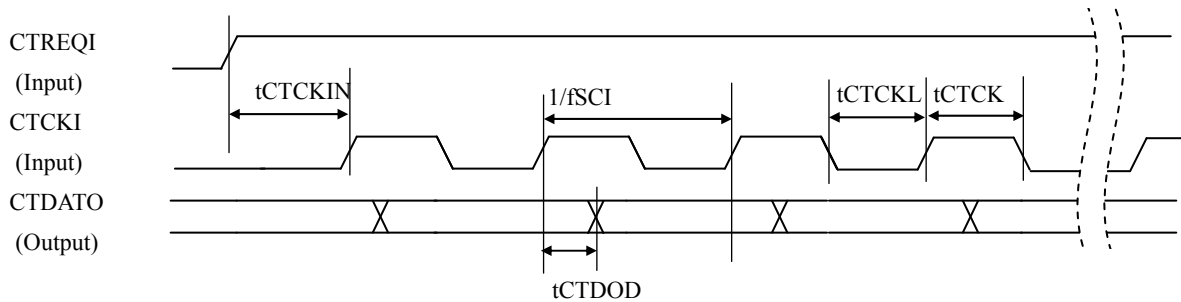 CTREQI
(Input)
tCTCKIN
1/fSCI
tCTCKL
tCTCK
CTCKI
(Input)
CTDATO
(Output)
tCTDOD